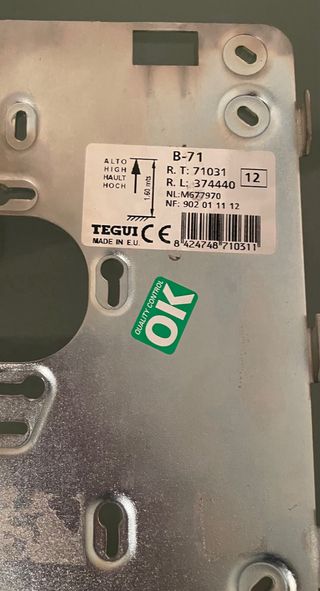 B-71
ALTO
HIGH
HAULT
HOCH
1.60 mts
R. T: 71031
R. L: 374440
12
NL:M677970
NF: 902 01 11 12
TEGUI CE
MADE IN E.U.
8 424748 710311
QUALITY CONTROL
OK